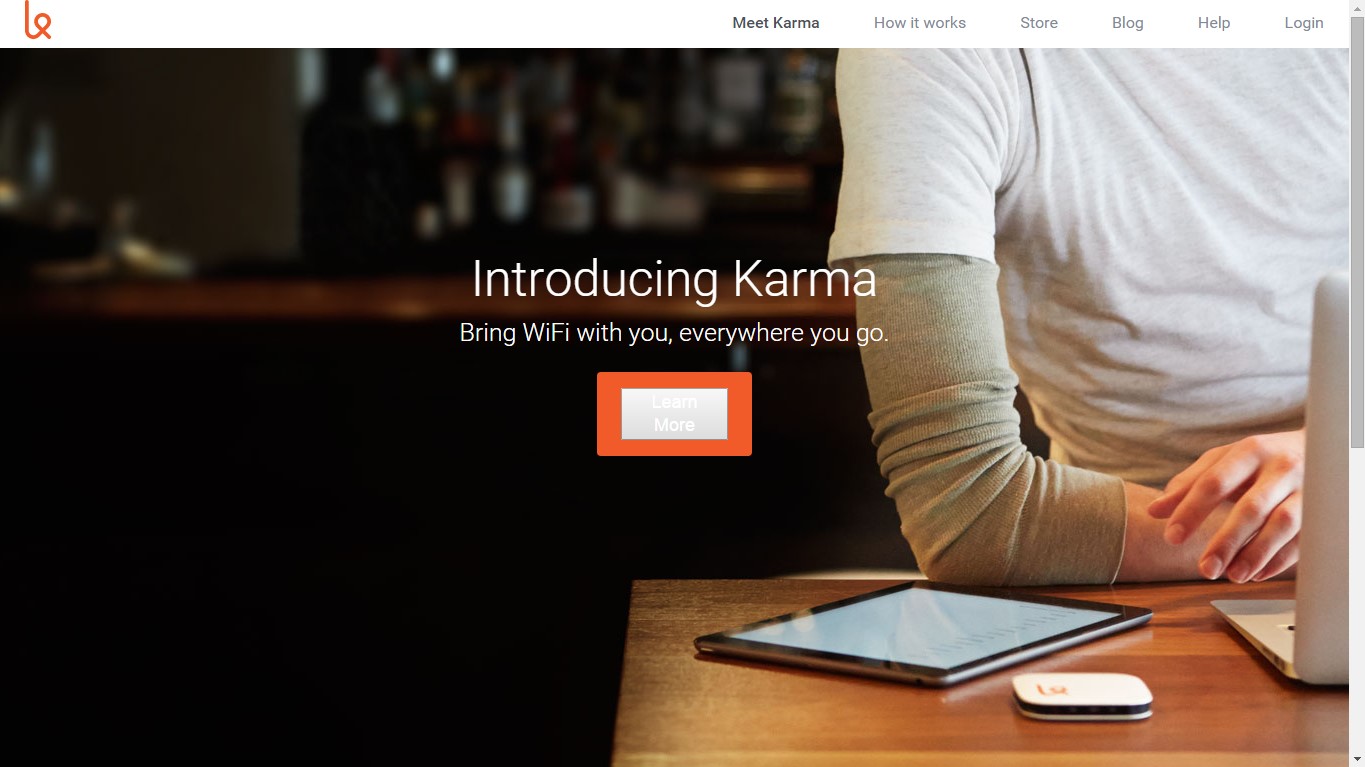 Meet Karma
How it works
Store
Blog
Help
Login
Introducing Karma
Bring WiFi with you, everywhere you go.
Learn
More